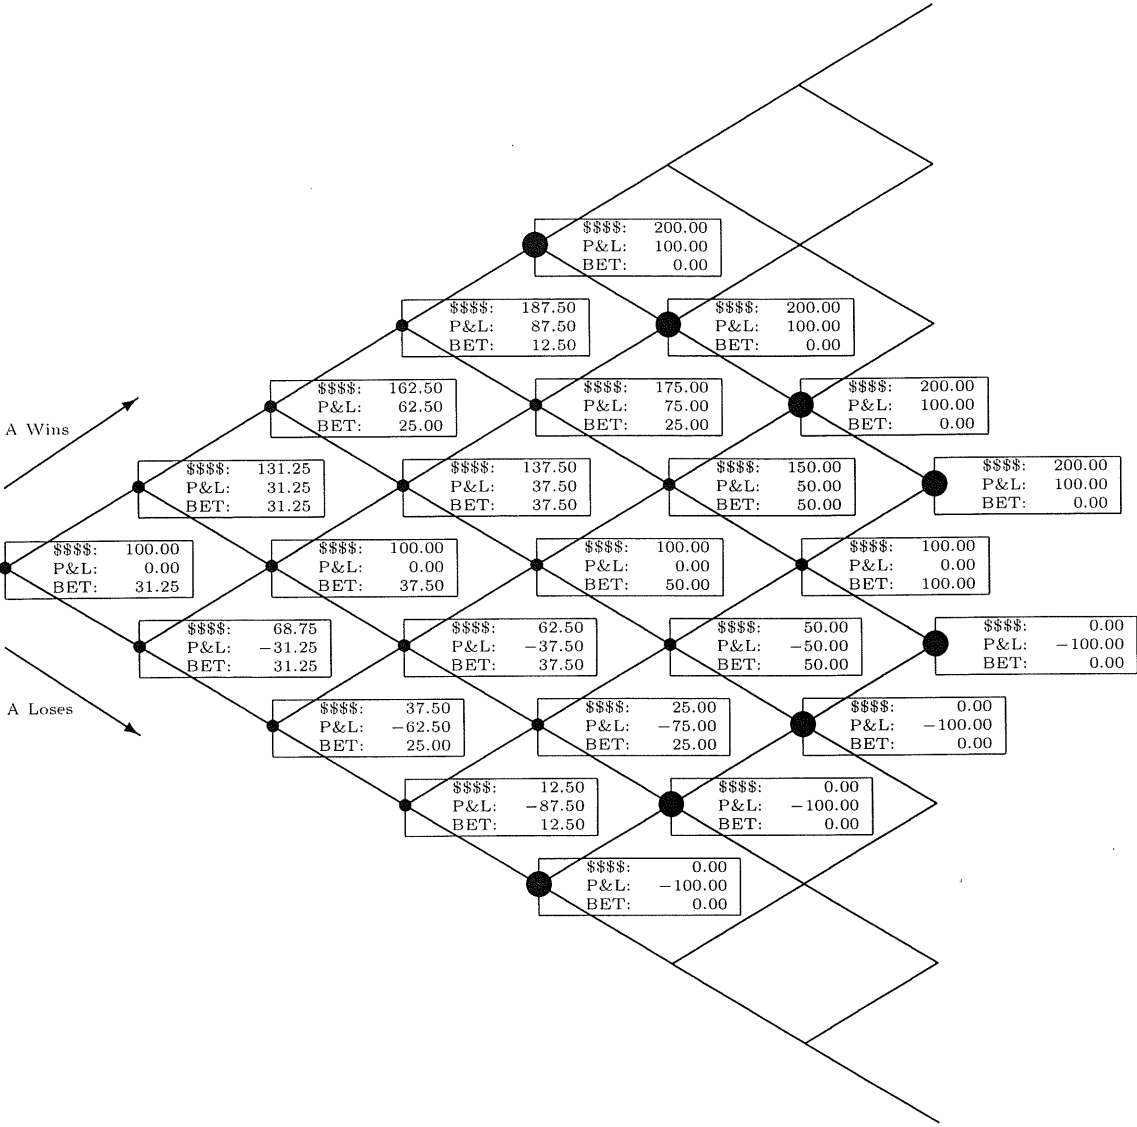 $$$$: 200.00
P&L: 100.00
BET: 0.00
$$$$: 187.50
P&L: 87.50
BET: 12.50
$$$$: 200.00
P&L: 100.00
BET: 0.00
$$$$: 162.50
P&L: 62.50
BET: 25.00
$$$$: 175.00
P&L: 75.00
BET: 25.00
$$$$: 200.00
P&L: 100.00
BET: 0.00
A Wins
$$$$: 131.25
P&L: 31.25
BET: 31.25
$$$$: 137.50
P&L: 37.50
BET: 37.50
$$$$: 150.00
P&L: 50.00
BET: 50.00
$$$$: 200.00
P&L: 100.00
BET: 0.00
$$$$: 100.00
P&L: 0.00
BET: 31.25
$$$$: 100.00
P&L: 0.00
BET: 37.50
$$$$: 100.00
P&L: 0.00
BET: 50.00
$$$$: 100.00
P&L: 0.00
BET: 100.00
$$$$: 68.75
P&L: −31.25
BET: 31.25
$$$$: 62.50
P&L: −37.50
BET: 37.50
$$$$: 50.00
P&L: −50.00
BET: 50.00
$$$$: 0.00
P&L: −100.00
BET: 0.00
A Loses
$$$$: 37.50
P&L: −62.50
BET: 25.00
$$$$: 25.00
P&L: −75.00
BET: 25.00
$$$$: 0.00
P&L: −100.00
BET: 0.00
$$$$: 12.50
P&L: −87.50
BET: 12.50
$$$$: 0.00
P&L: −100.00
BET: 0.00
$$$$: 0.00
P&L: −100.00
BET: 0.00